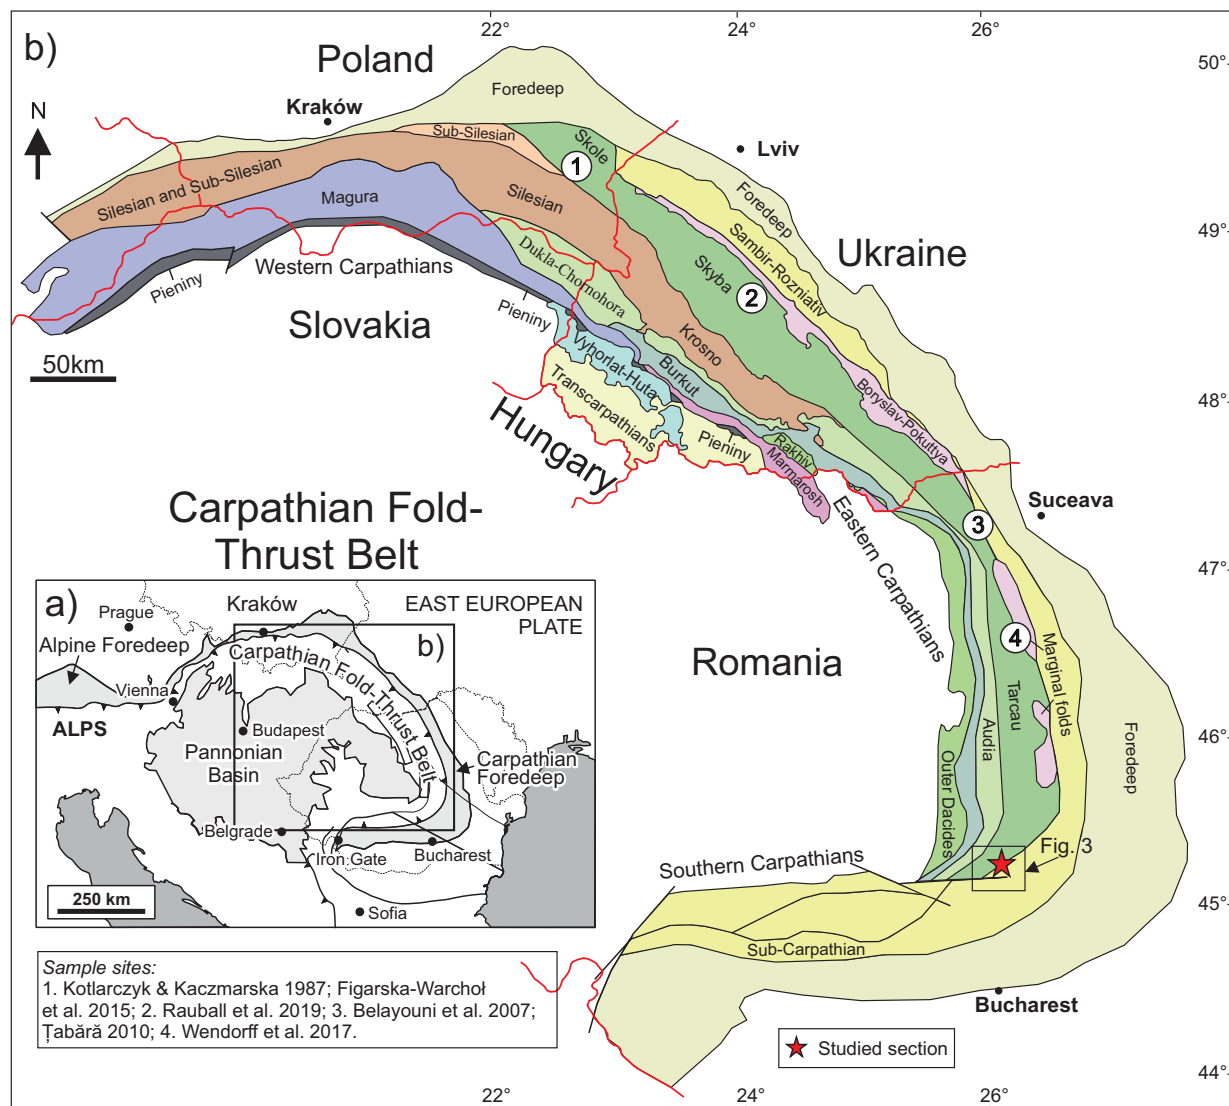 22°
24°
26°
b)
Poland
50°
Foredeep
Kraków
N
Sub-Silesian
Skole
Lviv
1
Silesian and Sub-Silesian
Magura
Silesian
Foredeep
49°
Sambir-Rozniativ
Ukraine
Dukla-Chornohora
Skyba
2
Western Carpathians
Pieniny
Slovakia
Pieniny
Krosno
50km
Vyhorlat-Huta
Burkut
Boryslav-Pokuttya
48°
Transcarpathians
Hungary
Pieniny
Rakhiv
Marmarosh
Carpathian Fold-
Thrust Belt
Suceava
3
Eastern Carpathians
47°
a)
Prague
Kraków
EAST EUROPEAN
PLATE
Alpine Foredeep
b)
Carpathian Fold-Thrust Belt
Vienna
ALPS
Budapest
Pannonian
Basin
Carpathian
Foredeep
Belgrade
Iron Gate
Bucharest
250 km
Sofia
4
Romania
Marginal folds
Tarcau
Audia
Outer Dacides
Foredeep
46°
Fig. 3
Southern Carpathians
45°
Sub-Carpathian
Bucharest
Sample sites:
1. Kotlarczyk & Kaczmarska 1987; Figarska-Warchoł
et al. 2015; 2. Rauball et al. 2019; 3. Belayouni et al. 2007;
Țabără 2010; 4. Wendorff et al. 2017.
Studied section
44°
22°
24°
26°